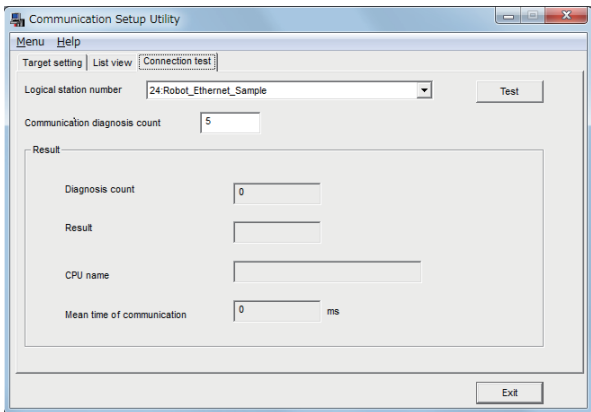 Communication Setup Utility
Menu Help
Target setting List view Connection test
Logical station number 24:Robot_Ethernet_Sample Test
Communication diagnosis count 5
Result
Diagnosis count 0
Result
CPU name
Mean time of communication 0 ms
Exit